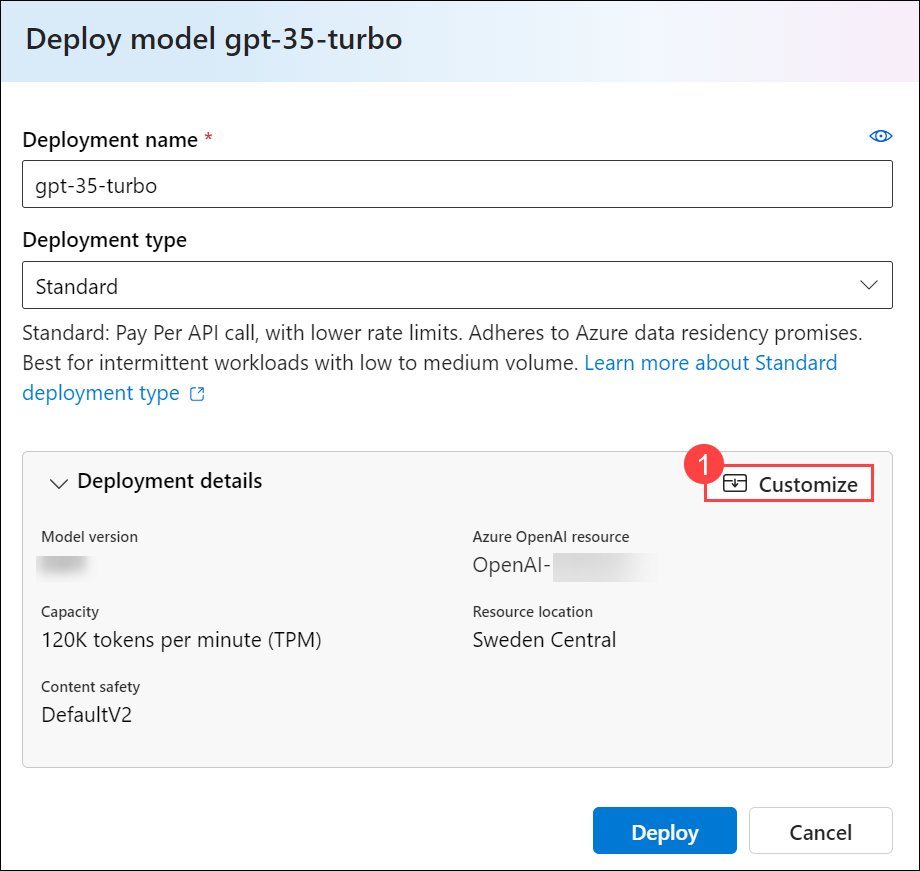 Deploy model gpt-35-turbo
Deployment name *
gpt-35-turbo
Deployment type
Standard
Standard: Pay Per API call, with lower rate limits. Adheres to Azure data residency promises.
Best for intermittent workloads with low to medium volume. Learn more about Standard
deployment type
Deployment details
1
Customize
Model version
Azure OpenAI resource
OpenAI-
Capacity
Resource location
120K tokens per minute (TPM)
Sweden Central
Content safety
DefaultV2
Deploy
Cancel